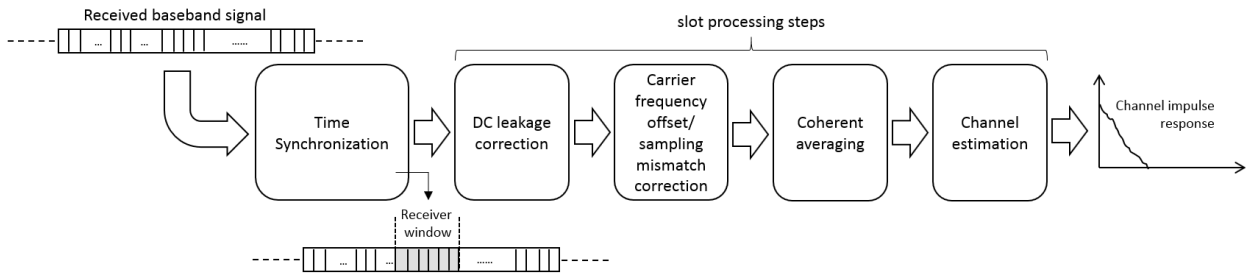 Received baseband signal
... ... ......
slot processing steps
Time
Synchronization
DC leakage
correction
Carrier
frequency
offset/
sampling
mismatch
correction
Coherent
averaging
Channel
estimation
Channel impulse
response
Receiver
window
... ... ......